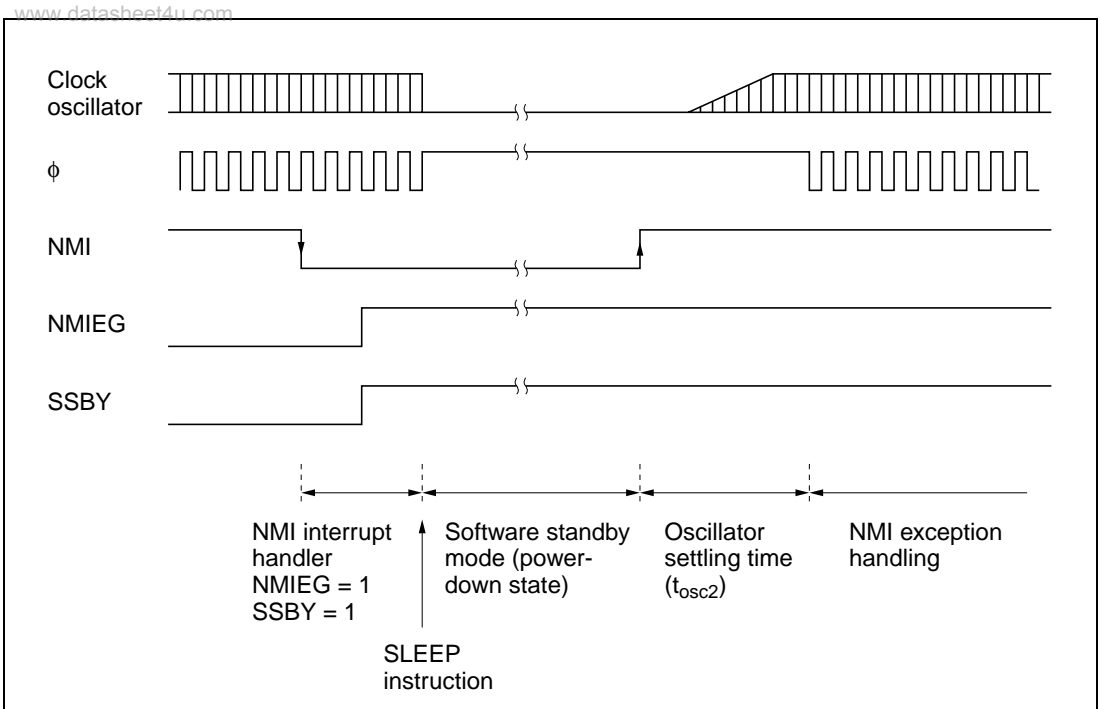 www.datasheet4u.com
Clock
oscillator
ϕ
NMI
NMIEG
SSBY
NMI interrupt
handler
NMIEG = 1
SSBY = 1
SLEEP
instruction
Software standby
mode (power-
down state)
Oscillator
settling time
(tosc2)
NMI exception
handling